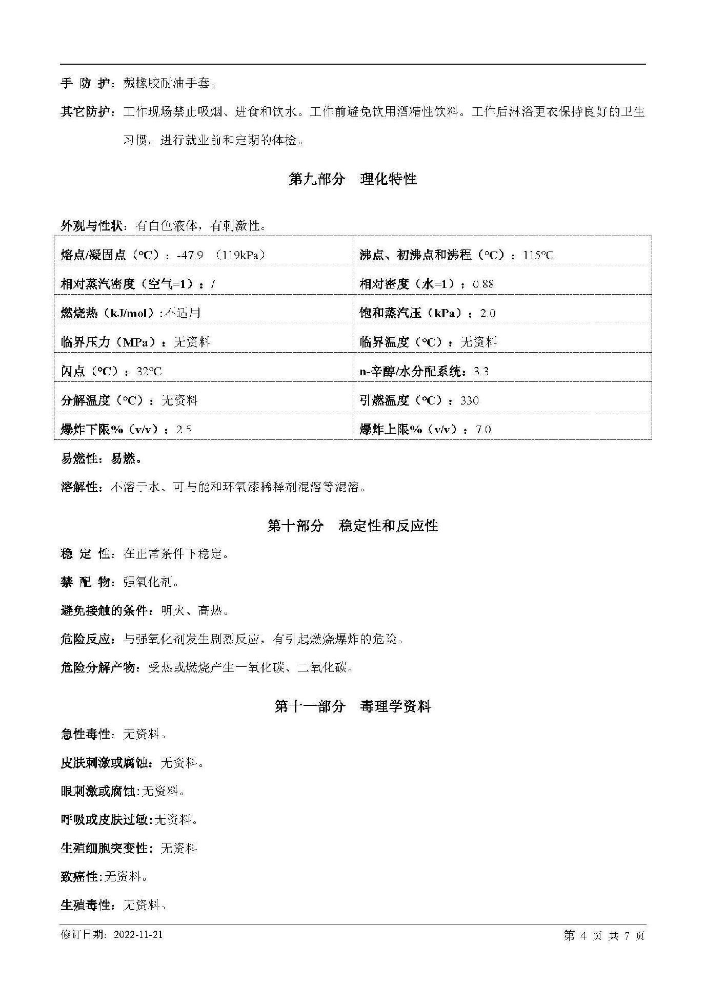 手 防 护：戴橡胶耐油手套。
其它防护：工作现场禁止吸烟、进食和饮水。工作前避免饮用酒精性饮料。工作后淋浴更衣保持良好的卫生
习惯。进行就业前和定期的体检。
第九部分 理化特性
外观与性状：有白色液体，有刺激性。
熔点/凝固点（℃）：-47.9 （119kPa） 沸点、初沸点和沸程（℃）：115℃
相对蒸汽密度（空气=1）：/ 相对密度（水=1）：0.88
燃烧热（kJ/mol）:不适用 饱和蒸汽压（kPa）：2.0
临界压力（MPa）：无资料 临界温度（℃）：无资料
闪点（℃）：32℃ n-辛醇/水分配系统：3.3
分解温度（℃）：无资料 引燃温度（℃）：330
爆炸下限%（v/v）：2.5 爆炸上限%（v/v）：7.0
易燃性：易燃。
溶解性：不溶于水、可与能和环氧漆稀释剂混溶等混溶。
第十部分 稳定性和反应性
稳 定 性：在正常条件下稳定。
禁 配 物：强氧化剂。
避免接触的条件：明火、高热。
危险反应：与强氧化剂发生剧烈反应，有引起燃烧爆炸的危险。
危险分解产物：受热或燃烧产生一氧化碳、二氧化碳。
第十一部分 毒理学资料
急性毒性：无资料。
皮肤刺激或腐蚀：无资料。
眼刺激或腐蚀:无资料。
呼吸或皮肤过敏:无资料。
生殖细胞突变性：无资料
致癌性:无资料。
生殖毒性：无资料。
修订日期：2022-11-21 第 4 页 共 7 页